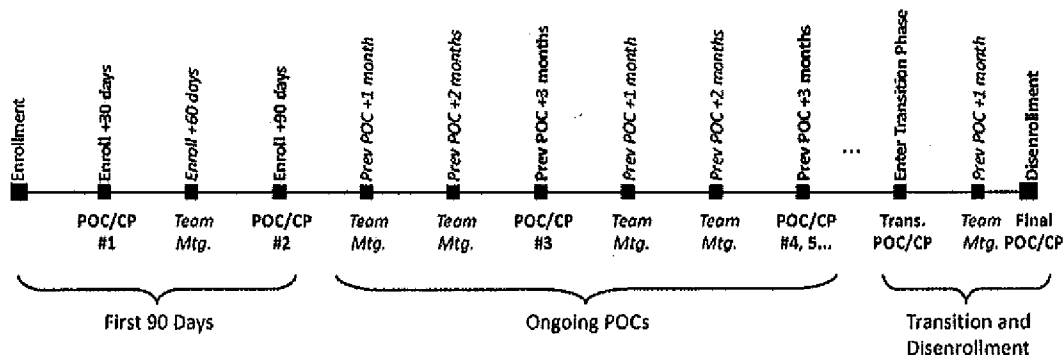 Enrollment
Enroll +30 days
Enroll +60 days
Enroll +90 days
Prev POC +1 month
Prev POC +2 months
Prev POC +3 months
Prev POC +1 month
Prev POC +2 months
Prev POC +3 months
...
Enter Transition Phase
Prev POC +1 month
Disenrollment
POC/CP
#1
Team
Mtg.
POC/CP
#2
Team
Mtg.
Team
Mtg.
POC/CP
#3
Team
Mtg.
Team
Mtg.
POC/CP
#4, 5...
Trans.
POC/CP
Team
Mtg.
Final
POC/CP
First 90 Days
Ongoing POCs
Transition and
Disenrollment